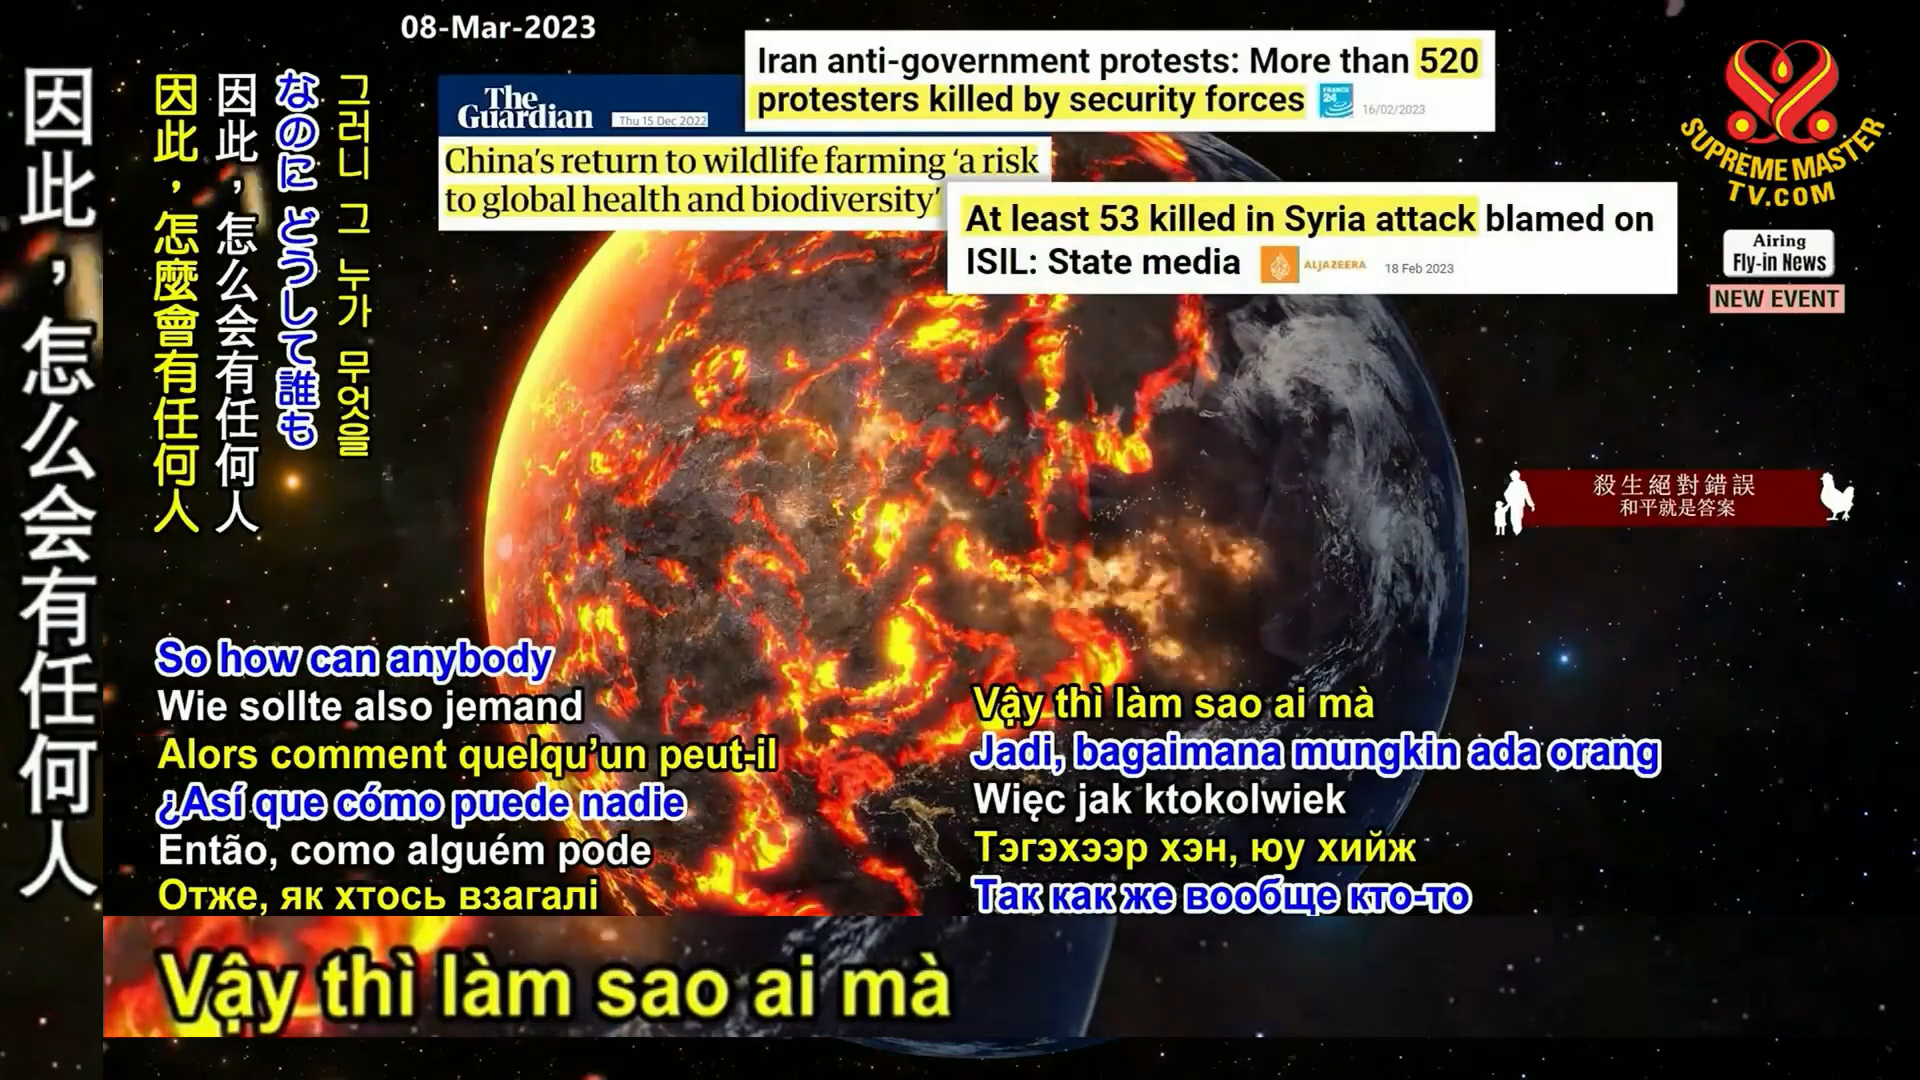 08-Mar-2023
Iran anti-government protests: More than 520
protesters killed by security forces
FRANCE 24
16/02/2023
The Guardian
Thu 15 Dec 2022
China's return to wildlife farming ‘a risk
to global health and biodiversity’
At least 53 killed in Syria attack blamed on
ISIL: State media
ALJAZEERA
18 Feb 2023
SUPREME MASTER
TV.COM
Airing
Fly-in News
NEW EVENT
殺生絕對錯誤
和平就是答案
因此，怎么会有任何人
因此，怎麼會有任何人
因此，怎么会有任何人
なのに どうして誰も
그러니 그 누가 무엇을
So how can anybody
Wie sollte also jemand
Alors comment quelqu’un peut-il
¿Así que cómo puede nadie
Então, como alguém pode
Отже, як хтось взагалі
Vậy thì làm sao ai mà
Jadi, bagaimana mungkin ada orang
Więc jak ktokolwiek
Тэгэхээр хэн, юу хийж
Так как же вообще кто-то
Vậy thì làm sao ai mà